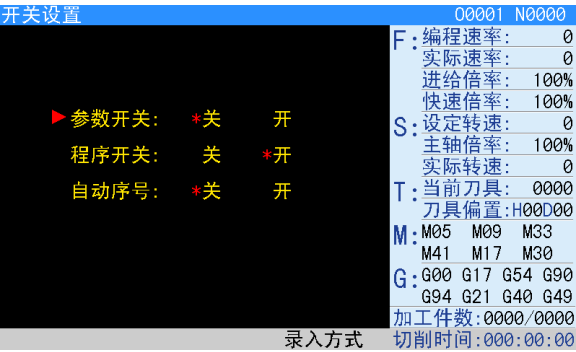 开关设置 O0001 N0000
F: 编程速率: 0
实际速率: 0
进给倍率: 100%
快速倍率: 100%
参数开关: *关 开
S: 设定转速: 0
程序开关: 关 *开
主轴倍率: 100%
实际转速: 0
自动序号: *关 开
T: 当前刀具: 0000
刀具偏置:H00D00
M: M05 M09 M33
M41 M17 M30
G: G00 G17 G54 G90
G94 G21 G40 G49
加工件数:0000/0000
录入方式 切削时间:000:00:00